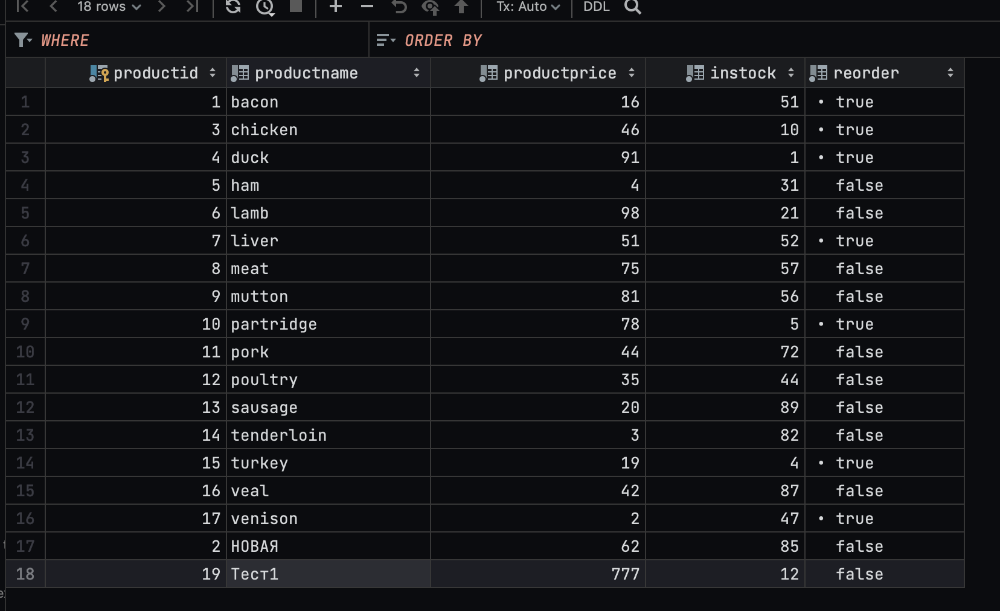 18 rows Tx: Auto DDL
WHERE ORDER BY
productid productname productprice instock reorder
1 1 bacon 16 51 • true
2 3 chicken 46 10 • true
3 4 duck 91 1 • true
4 5 ham 4 31 false
5 6 lamb 98 21 false
6 7 liver 51 52 • true
7 8 meat 75 57 false
8 9 mutton 81 56 false
9 10 partridge 78 5 • true
10 11 pork 44 72 false
11 12 poultry 35 44 false
12 13 sausage 20 89 false
13 14 tenderloin 3 82 false
14 15 turkey 19 4 • true
15 16 veal 42 87 false
16 17 venison 2 47 • true
17 2 НОВАЯ 62 85 false
18 19 Тест1 777 12 false